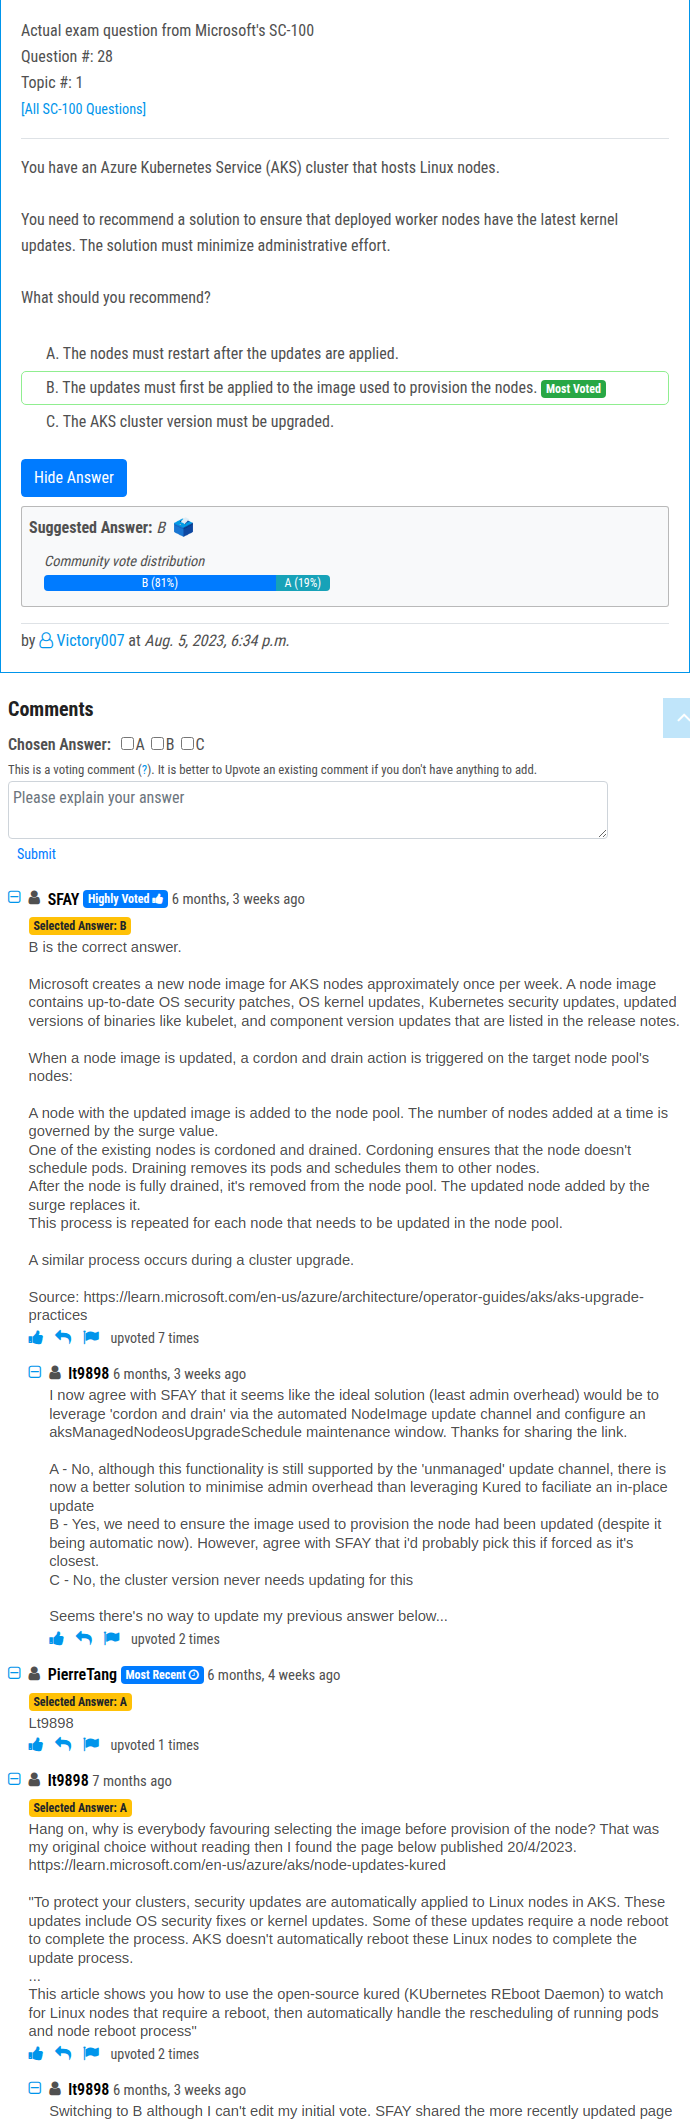 Actual exam question from Microsoft's SC-100
Question #: 28
Topic #: 1
[All SC-100 Questions]
You have an Azure Kubernetes Service (AKS) cluster that hosts Linux nodes.
You need to recommend a solution to ensure that deployed worker nodes have the latest kernel
updates. The solution must minimize administrative effort.
What should you recommend?
A. The nodes must restart after the updates are applied.
B. The updates must first be applied to the image used to provision the nodes. Most Voted
C. The AKS cluster version must be upgraded.
Hide Answer
Suggested Answer: B
Community vote distribution
B (81%) A (19%)
by Victory007 at Aug. 5, 2023, 6:34 p.m.
Comments
Chosen Answer: A B C
This is a voting comment (?). It is better to Upvote an existing comment if you don't have anything to add.
Please explain your answer
Submit
SFAY Highly Voted 6 months, 3 weeks ago
Selected Answer: B
B is the correct answer.
Microsoft creates a new node image for AKS nodes approximately once per week. A node image
contains up-to-date OS security patches, OS kernel updates, Kubernetes security updates, updated
versions of binaries like kubelet, and component version updates that are listed in the release notes.
When a node image is updated, a cordon and drain action is triggered on the target node pool's
nodes:
A node with the updated image is added to the node pool. The number of nodes added at a time is
governed by the surge value.
One of the existing nodes is cordoned and drained. Cordoning ensures that the node doesn't
schedule pods. Draining removes its pods and schedules them to other nodes.
After the node is fully drained, it's removed from the node pool. The updated node added by the
surge replaces it.
This process is repeated for each node that needs to be updated in the node pool.
A similar process occurs during a cluster upgrade.
Source: https://learn.microsoft.com/en-us/azure/architecture/operator-guides/aks/aks-upgrade-
practices
upvoted 7 times
lt9898 6 months, 3 weeks ago
I now agree with SFAY that it seems like the ideal solution (least admin overhead) would be to
leverage 'cordon and drain' via the automated NodeImage update channel and configure an
aksManagedNodeosUpgradeSchedule maintenance window. Thanks for sharing the link.
A - No, although this functionality is still supported by the 'unmanaged' update channel, there is
now a better solution to minimise admin overhead than leveraging Kured to faciliate an in-place
update
B - Yes, we need to ensure the image used to provision the node had been updated (despite it
being automatic now). However, agree with SFAY that i'd probably pick this if forced as it's
closest.
C - No, the cluster version never needs updating for this
Seems there's no way to update my previous answer below...
upvoted 2 times
PierreTang Most Recent 6 months, 4 weeks ago
Selected Answer: A
Lt9898
upvoted 1 times
lt9898 7 months ago
Selected Answer: A
Hang on, why is everybody favouring selecting the image before provision of the node? That was
my original choice without reading then I found the page below published 20/4/2023.
https://learn.microsoft.com/en-us/azure/aks/node-updates-kured
"To protect your clusters, security updates are automatically applied to Linux nodes in AKS. These
updates include OS security fixes or kernel updates. Some of these updates require a node reboot
to complete the process. AKS doesn't automatically reboot these Linux nodes to complete the
update process.
...
This article shows you how to use the open-source kured (KUbernetes REboot Daemon) to watch
for Linux nodes that require a reboot, then automatically handle the rescheduling of running pods
and node reboot process"
upvoted 2 times
lt9898 6 months, 3 weeks ago
Switching to B although I can't edit my initial vote. SFAY shared the more recently updated page